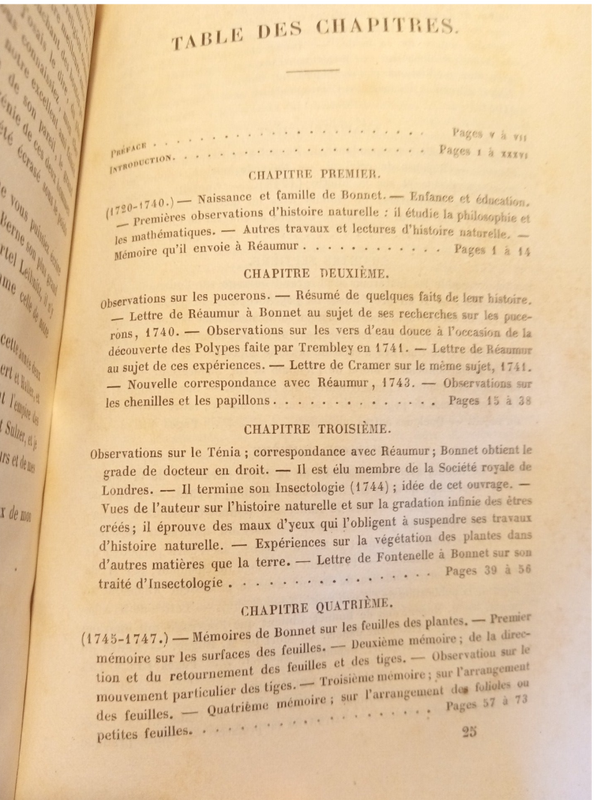 TABLE DES CHAPITRES.
PRÉFACE . . . . . . . . . . . . . . . . . . . . Pages V à VII
INTRODUCTION. . . . . . . . . . . . . . . . . . Pages I à XXXVI
CHAPITRE PREMIER.
(1720-1740.) — Naissance et famille de Bonnet. — Enfance et éducation.
— Premières observations d'histoire naturelle : il étudie la philosophie et
les mathématiques. — Autres travaux et lectures d'histoire naturelle. —
Mémoire qu'il envoie à Réaumur . . . . . . . . . . . Pages 1 à 14
CHAPITRE DEUXIÈME.
Observations sur les pucerons. — Résumé de quelques faits de leur histoire.
— Lettre de Réaumur à Bonnet au sujet de ses recherches sur les puce-
rons, 1740. — Observations sur les vers d'eau douce à l'occasion de la
découverte des Polypes faite par Trembley en 1741. — Lettre de Réaumur
au sujet de ces expériences. — Lettre de Cramer sur le même sujet, 1741.
— Nouvelle correspondance avec Réaumur, 1743. — Observations sur
les chenilles et les papillons . . . . . . . . . . . . . Pages 15 à 38
CHAPITRE TROISIÈME.
Observations sur le Ténia ; correspondance avec Réaumur ; Bonnet obtient le
grade de docteur en droit. — Il est élu membre de la Société royale de
Londres. — Il termine son Insectologie (1744) ; idée de cet ouvrage. —
Vues de l'auteur sur l'histoire naturelle et sur la gradation infinie des êtres
créés ; il éprouve des maux d'yeux qui l'obligent à suspendre ses travaux
d'histoire naturelle. — Expériences sur la végétation des plantes dans
d'autres matières que la terre. — Lettre de Fontenelle à Bonnet sur son
traité d'Insectologie . . . . . . . . . . . . . . . . Pages 39 à 56
CHAPITRE QUATRIÈME.
(1745-1747.) — Mémoires de Bonnet sur les feuilles des plantes. — Premier
mémoire sur les surfaces des feuilles. — Deuxième mémoire ; de la direc-
tion et du retournement des feuilles et des tiges. — Observation sur le
mouvement particulier des tiges. — Troisième mémoire ; sur l'arrangement
des feuilles. — Quatrième mémoire ; sur l'arrangement des folioles ou
petites feuilles. . . . . . . . . . . . . . . . . . . Pages 57 à 73
25